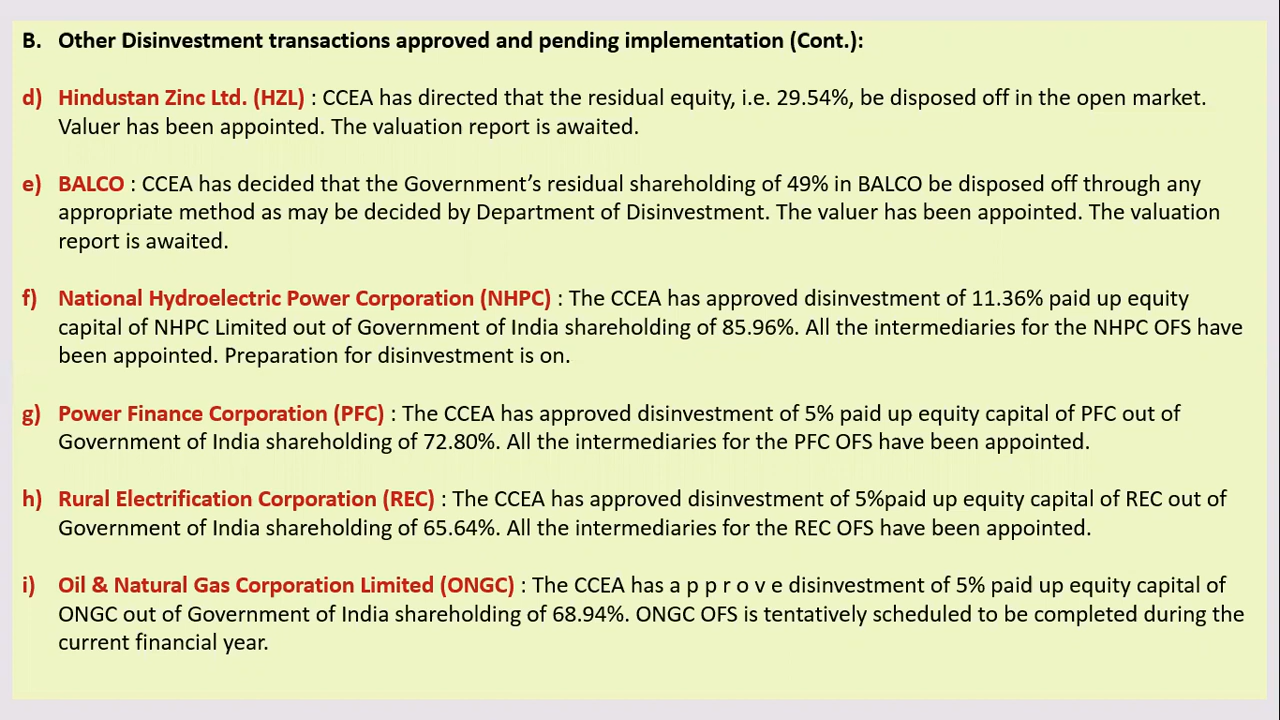 B. Other Disinvestment transactions approved and pending implementation (Cont.):
d) Hindustan Zinc Ltd. (HZL) : CCEA has directed that the residual equity, i.e. 29.54%, be disposed off in the open market.
Valuer has been appointed. The valuation report is awaited.
e) BALCO : CCEA has decided that the Government's residual shareholding of 49% in BALCO be disposed off through any
appropriate method as may be decided by Department of Disinvestment. The valuer has been appointed. The valuation
report is awaited.
f) National Hydroelectric Power Corporation (NHPC) : The CCEA has approved disinvestment of 11.36% paid up equity
capital of NHPC Limited out of Government of India shareholding of 85.96%. All the intermediaries for the NHPC OFS have
been appointed. Preparation for disinvestment is on.
g) Power Finance Corporation (PFC) : The CCEA has approved disinvestment of 5% paid up equity capital of PFC out of
Government of India shareholding of 72.80%. All the intermediaries for the PFC OFS have been appointed.
h) Rural Electrification Corporation (REC) : The CCEA has approved disinvestment of 5%paid up equity capital of REC out of
Government of India shareholding of 65.64%. All the intermediaries for the REC OFS have been appointed.
i) Oil & Natural Gas Corporation Limited (ONGC) : The CCEA has a p p r o v e disinvestment of 5% paid up equity capital of
ONGC out of Government of India shareholding of 68.94%. ONGC OFS is tentatively scheduled to be completed during the
current financial year.